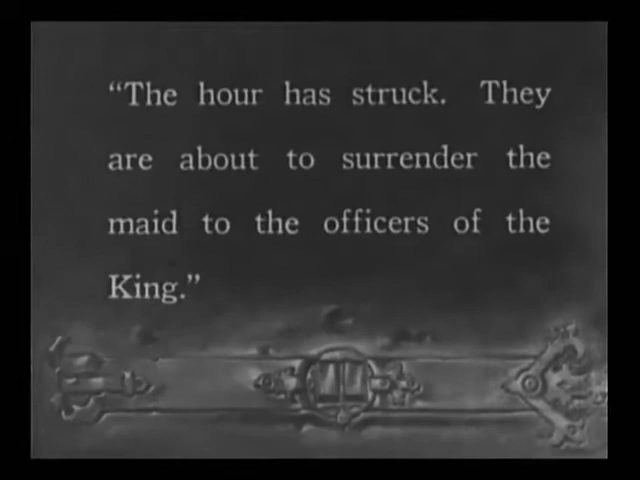 “The hour has struck. They
are about to surrender the
maid to the officers of the
King.”